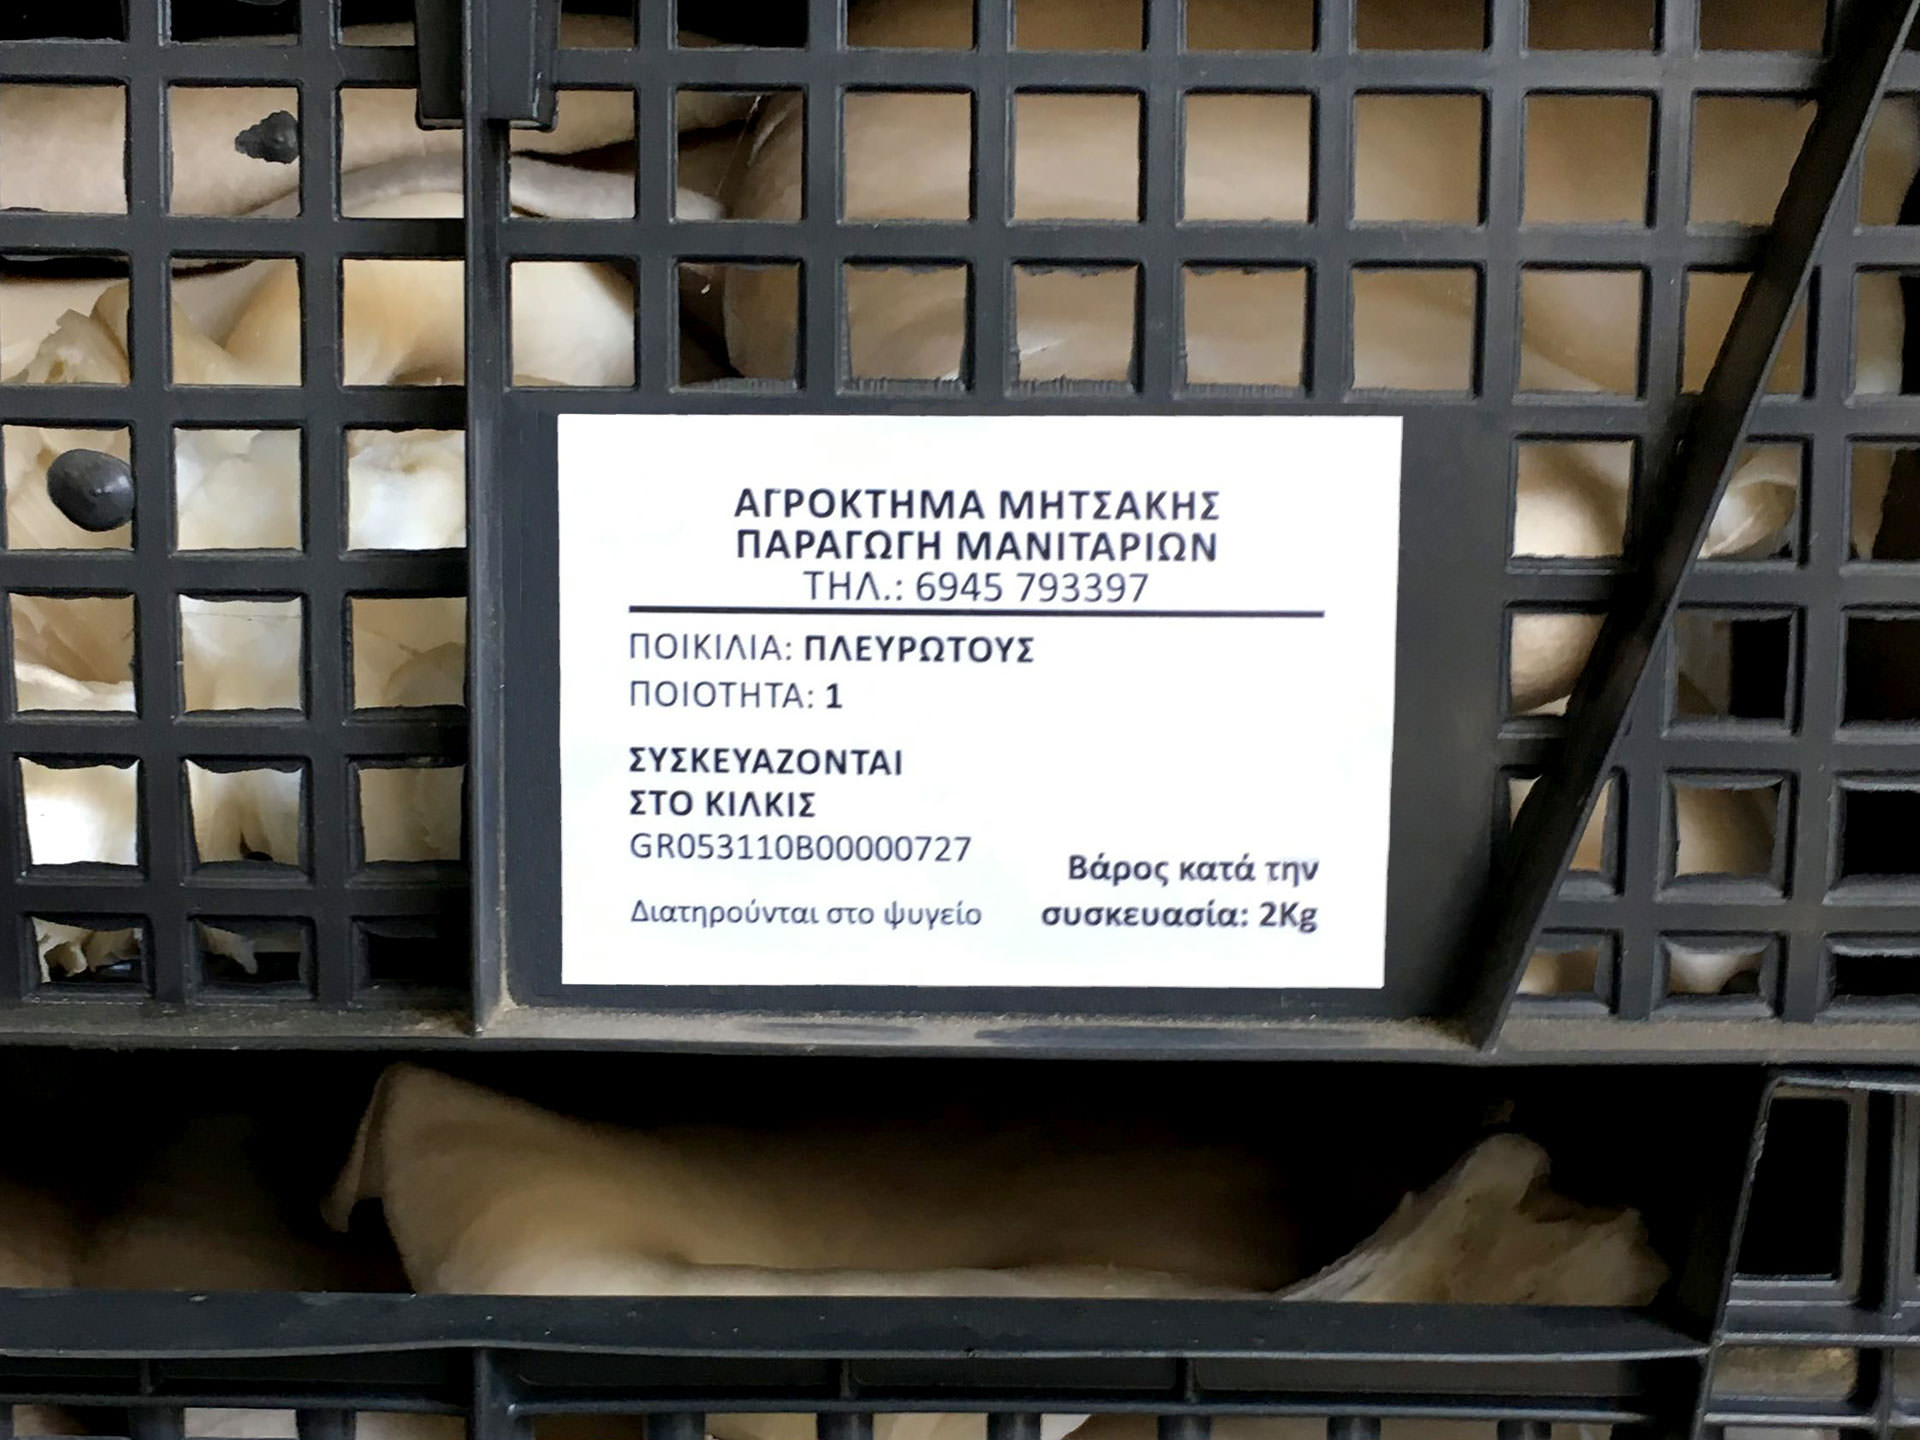 ΑΓΡΟΚΤΗΜΑ ΜΗΤΣΑΚΗΣ
ΠΑΡΑΓΩΓΗ ΜΑΝΙΤΑΡΙΩΝ
ΤΗΛ.: 6945 793397
ΠΟΙΚΙΛΙΑ: ΠΛΕΥΡΩΤΟΥΣ
ΠΟΙΟΤΗΤΑ: 1
ΣΥΣΚΕΥΑΖΟΝΤΑΙ
ΣΤΟ ΚΙΛΚΙΣ
GR053110B00000727
Διατηρούνται στο ψυγείο
Βάρος κατά την
συσκευασία: 2Kg